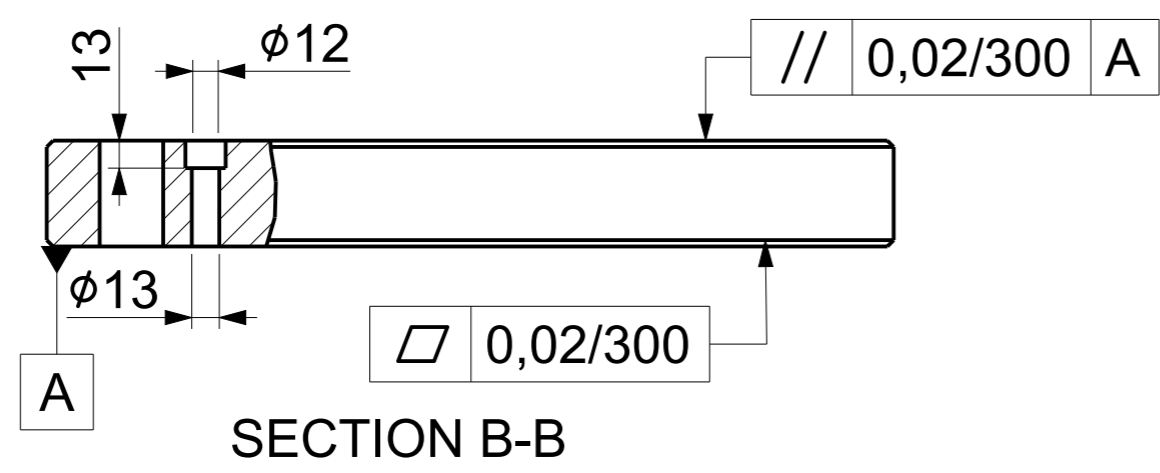 13
ϕ12
// 0,02/300 A
ϕ13
⏥ 0,02/300
A
SECTION B-B